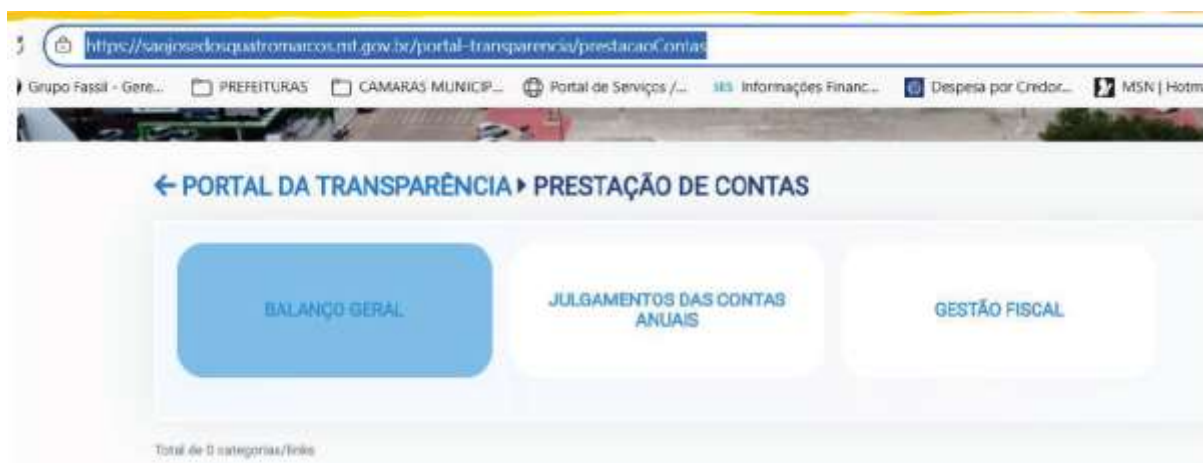 https://saojosedosquatromarcos.mt.gov.br/portal-transparencia/prestacaoContas
Grupo Fassil - Gere... PREFEITURAS CAMARAS MUNICIP... Portal de Serviços /... Informações Financ... Despesa por Credor... MSN | Hotm
← PORTAL DA TRANSPARÊNCIA ▸ PRESTAÇÃO DE CONTAS
BALANÇO GERAL
JULGAMENTOS DAS CONTAS
ANUAIS
GESTÃO FISCAL
Total de 0 categorias/links